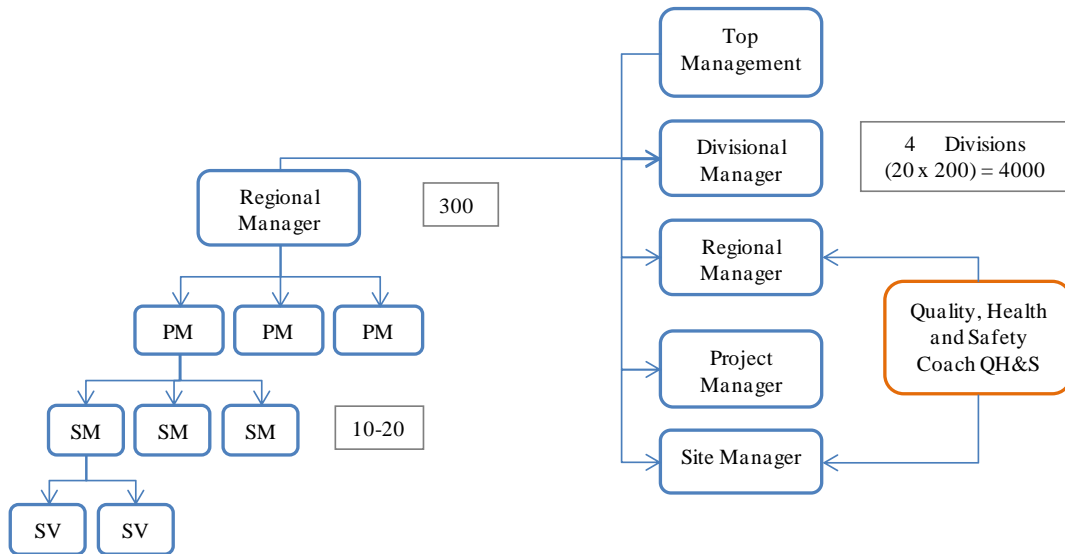 Top
Management
Divisional
Manager
4 Divisions
(20 x 200) = 4000
Regional
Manager
300
Regional
Manager
PM
PM
PM
Quality, Health
and Safety
Coach QH&S
Project
Manager
SM
SM
SM
10-20
Site Manager
SV
SV